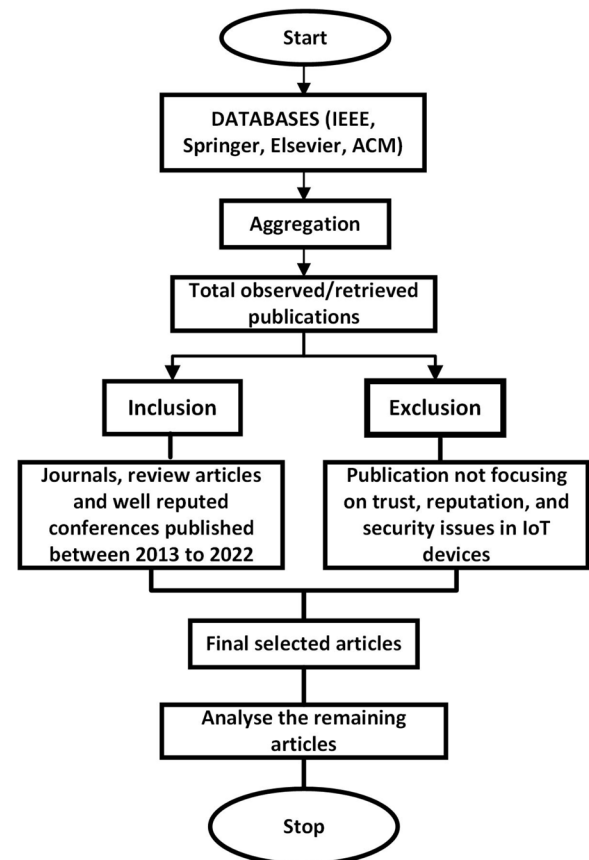 Start
DATABASES (IEEE,
Springer, Elsevier, ACM)
Aggregation
Total observed/retrieved
publications
Inclusion
Exclusion
Journals, review articles
and well reputed
conferences published
between 2013 to 2022
Publication not focusing
on trust, reputation, and
security issues in IoT
devices
Final selected articles
Analyse the remaining
articles
Stop